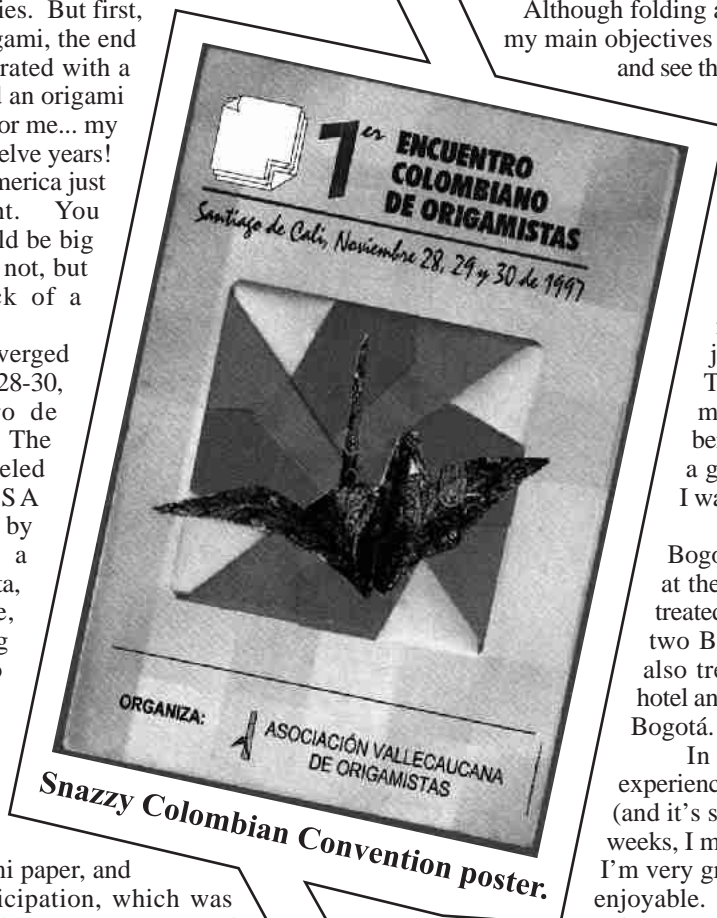 ies. But first,
gami, the end
rated with a
an origami
or me... my
elve years!
merica just
nt. You
ld be big
not, but
ck of a
verged
28-30,
o de
The
eled
S A
by
a
ta,
e,
g
o
ni paper, and
icipation, which was
1er ENCUENTRO
COLOMBIANO
DE ORIGAMISTAS
Santiago de Cali, Noviembre 28, 29 y 30 de 1997
ORGANIZA:
ASOCIACIÓN VALLECAUCANA
DE ORIGAMISTAS
Snazzy Colombian Convention poster.
Although folding a
my main objectives
and see th
j
T
m
be
a g
I wa
Bogo
at the
treated
two B
also tre
hotel an
Bogotá.
In
experienc
(and it's s
weeks, I m
I'm very gr
enjoyable.